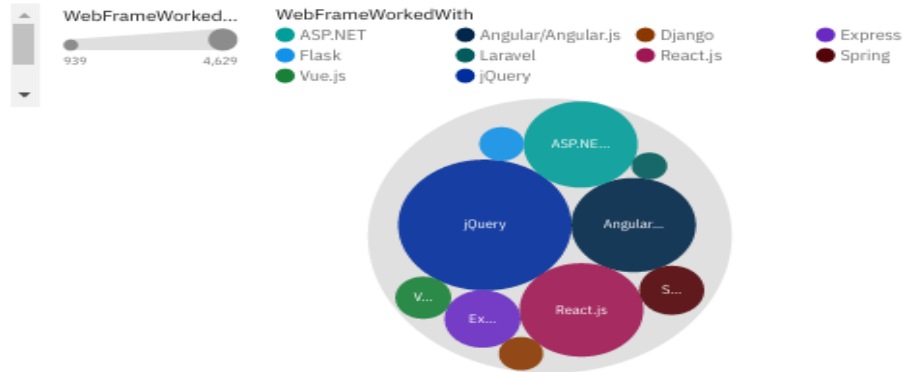 WebFrameWorked...
939 4,629
WebFrameWorkedWith
ASP.NET Angular/Angular.js Django Express
Flask Laravel React.js Spring
Vue.js jQuery
ASP.NE...
jQuery Angular...
V... S...
Ex... React.js